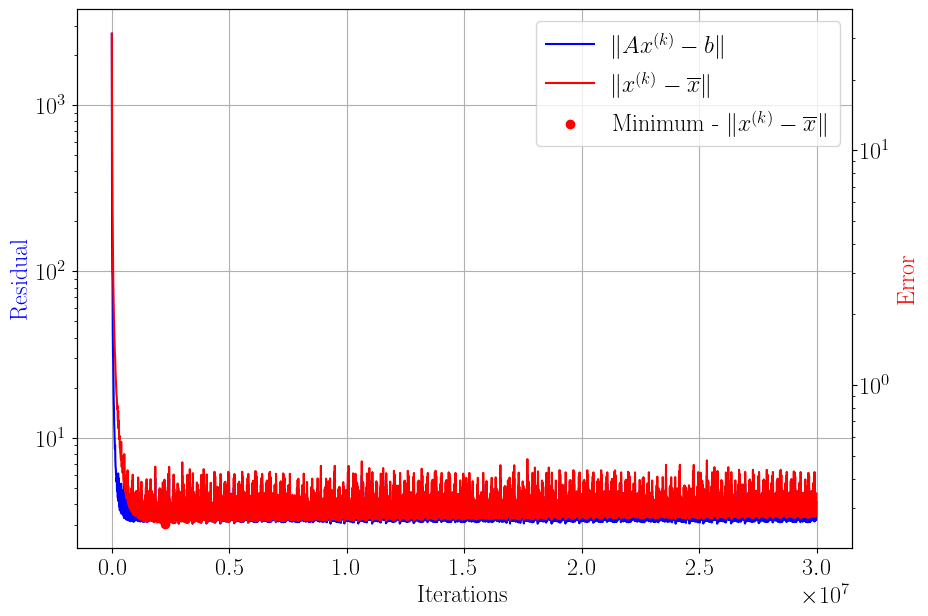 ‖Ax^{(k)} − b‖
‖x^{(k)} − x̅‖
Minimum - ‖x^{(k)} − x̅‖
Residual
10^3
10^2
10^1
Error
10^1
10^0
0.0 0.5 1.0 1.5 2.0 2.5 3.0
Iterations
×10^7